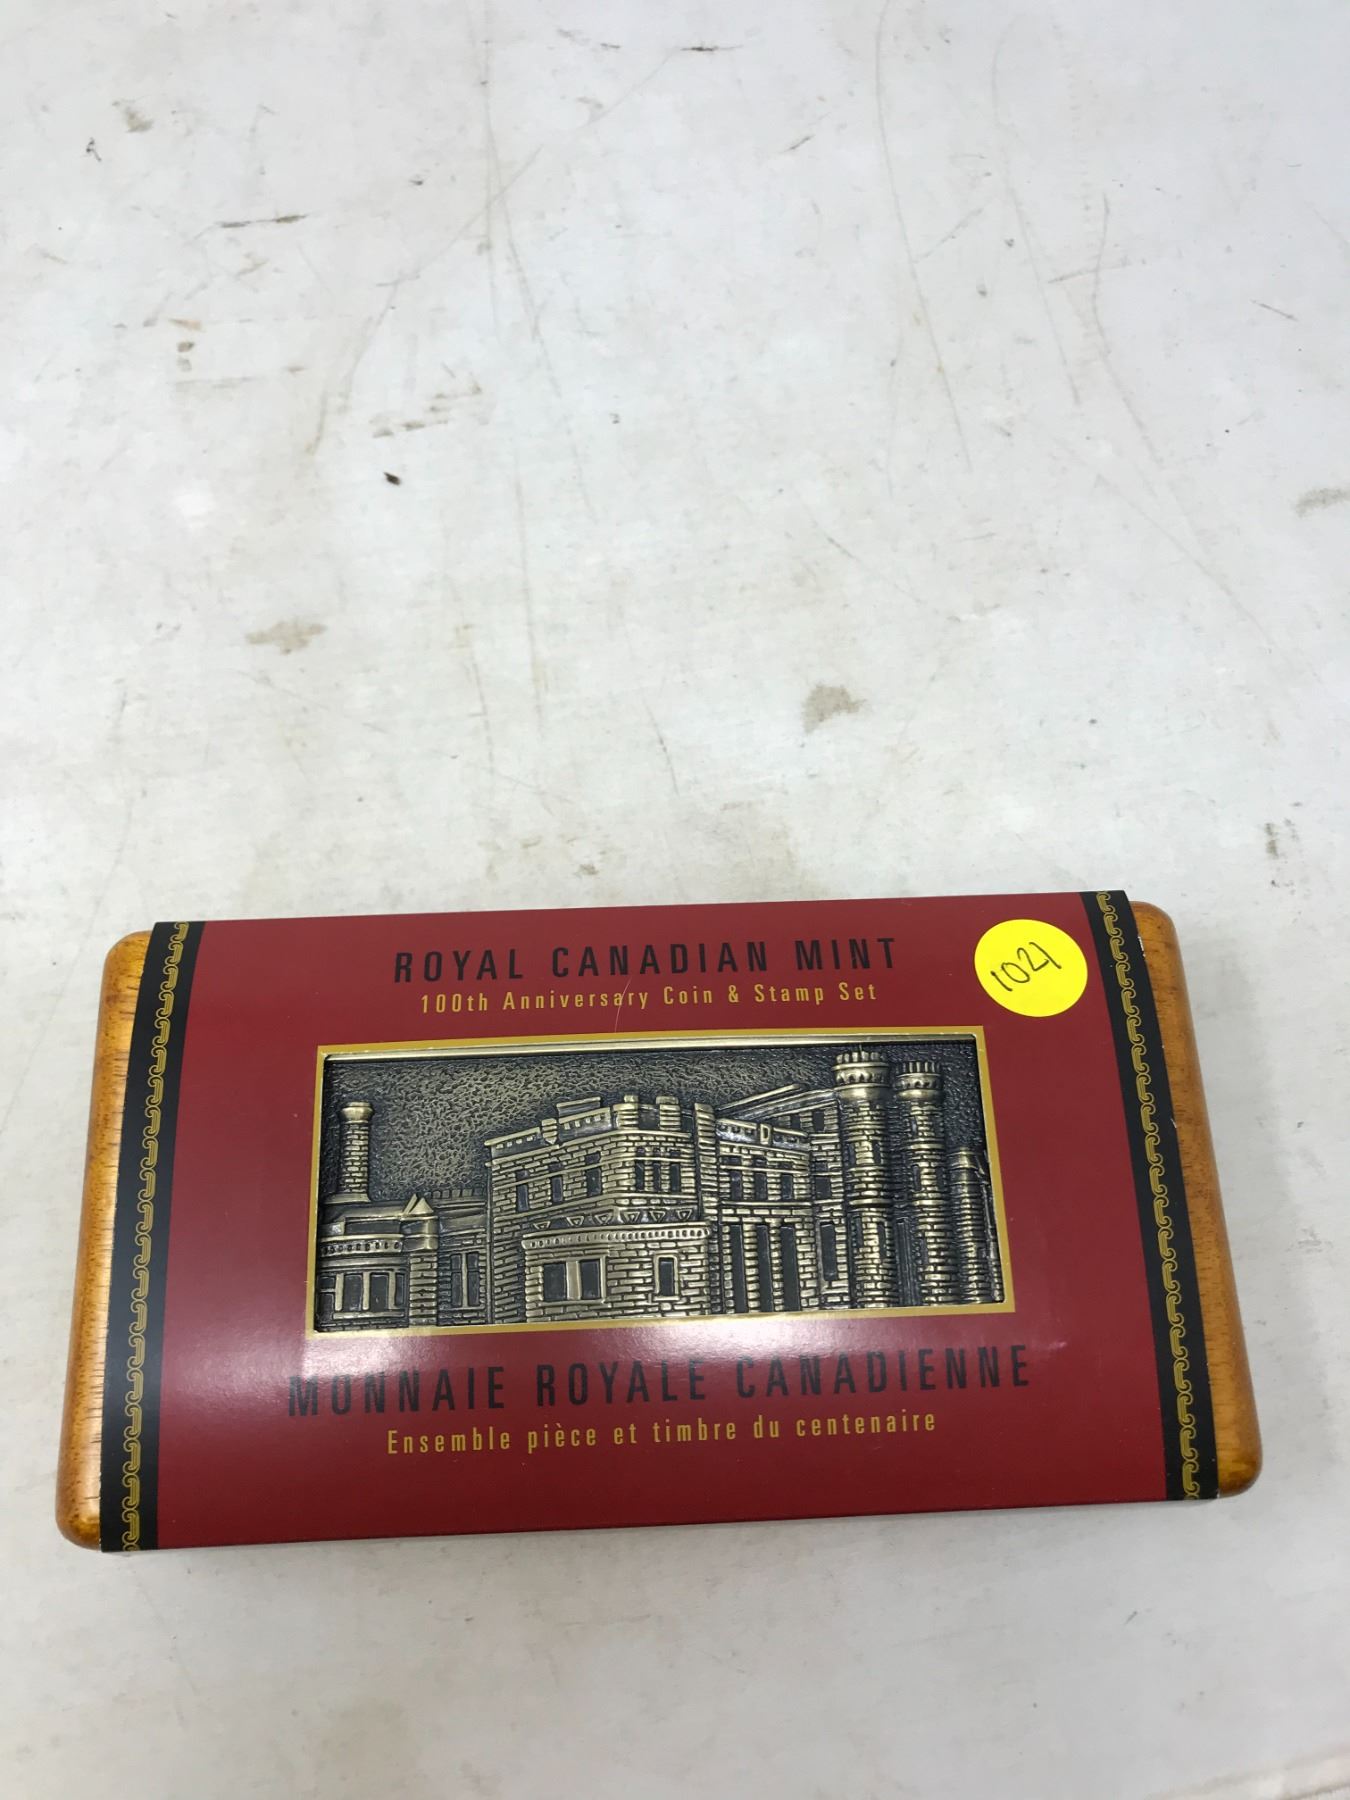 ROYAL CANADIAN MINT
100th Anniversary Coin & Stamp Set
1021
MONNAIE ROYALE CANADIENNE
Ensemble pièce et timbre du centenaire